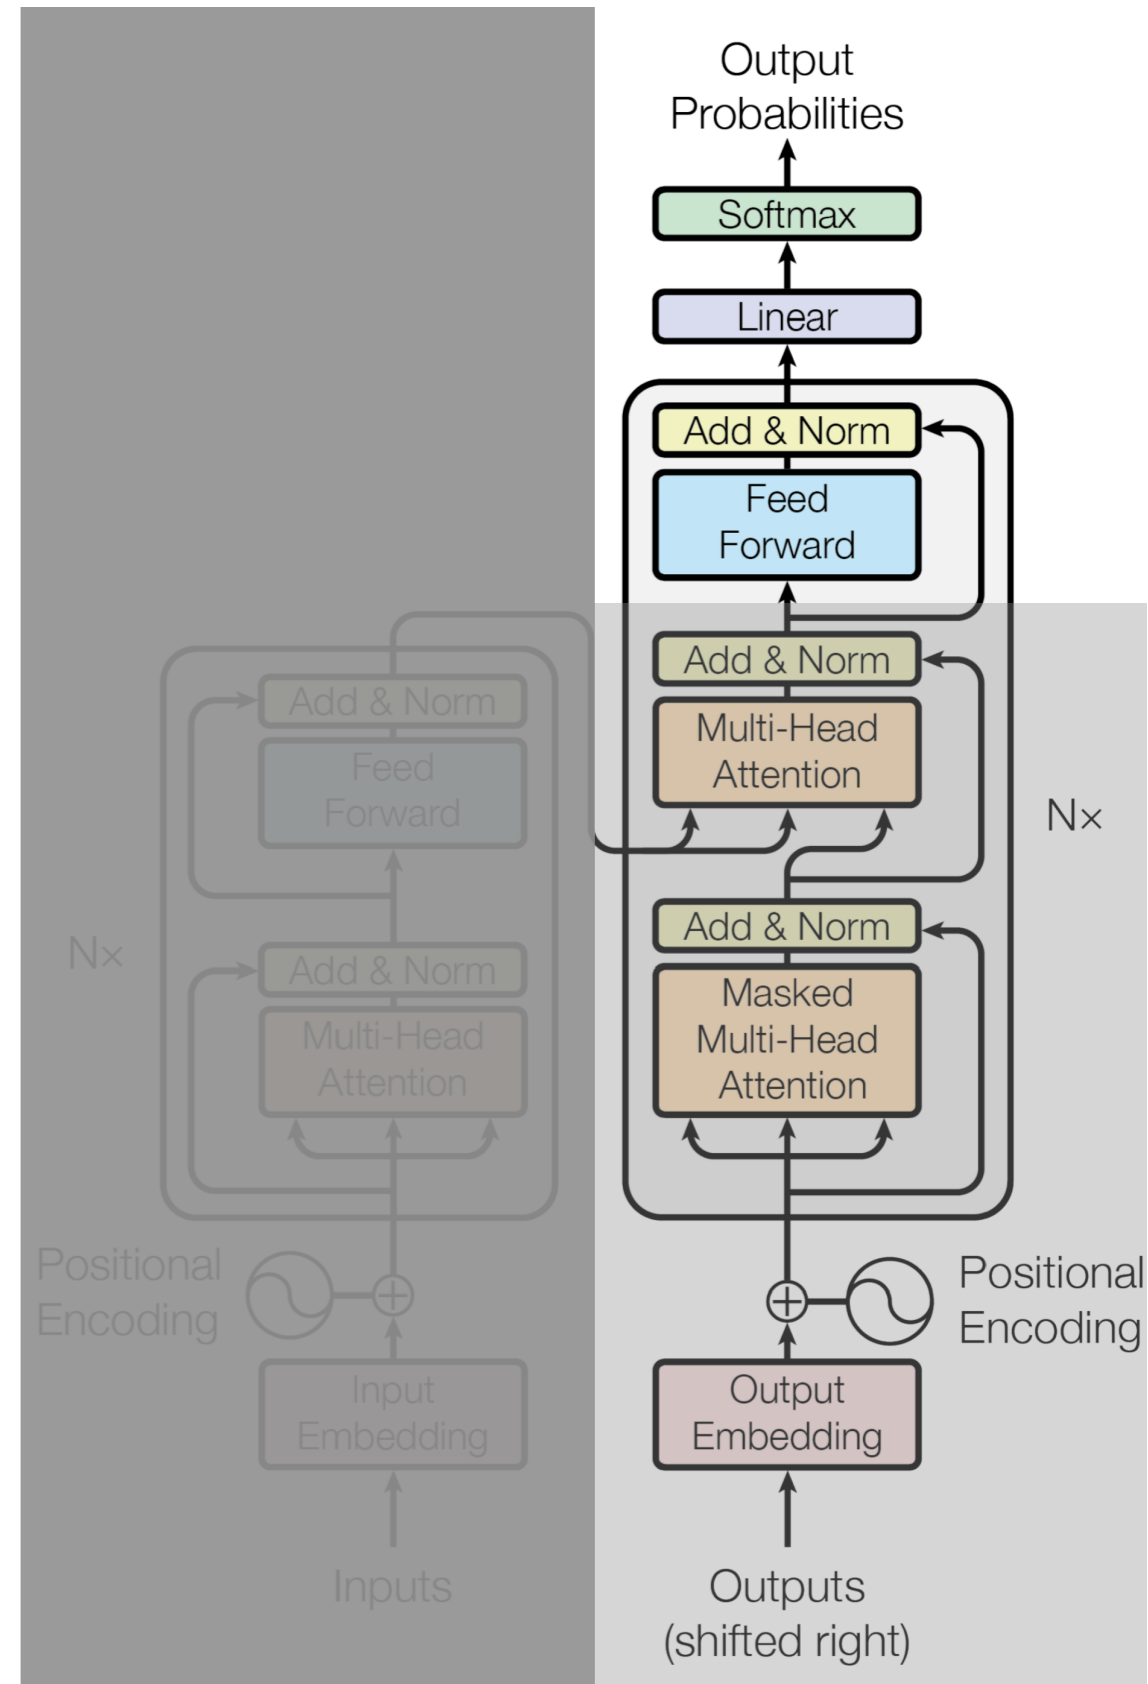 Output
Probabilities
Softmax
Linear
Add & Norm
Feed
Forward
Add & Norm
Multi-Head
Attention
Nx
Add & Norm
Masked
Multi-Head
Attention
Positional
Encoding
Output
Embedding
Outputs
(shifted right)
Add & Norm
Feed
Forward
Nx
Add & Norm
Multi-Head
Attention
Positional
Encoding
Input
Embedding
Inputs